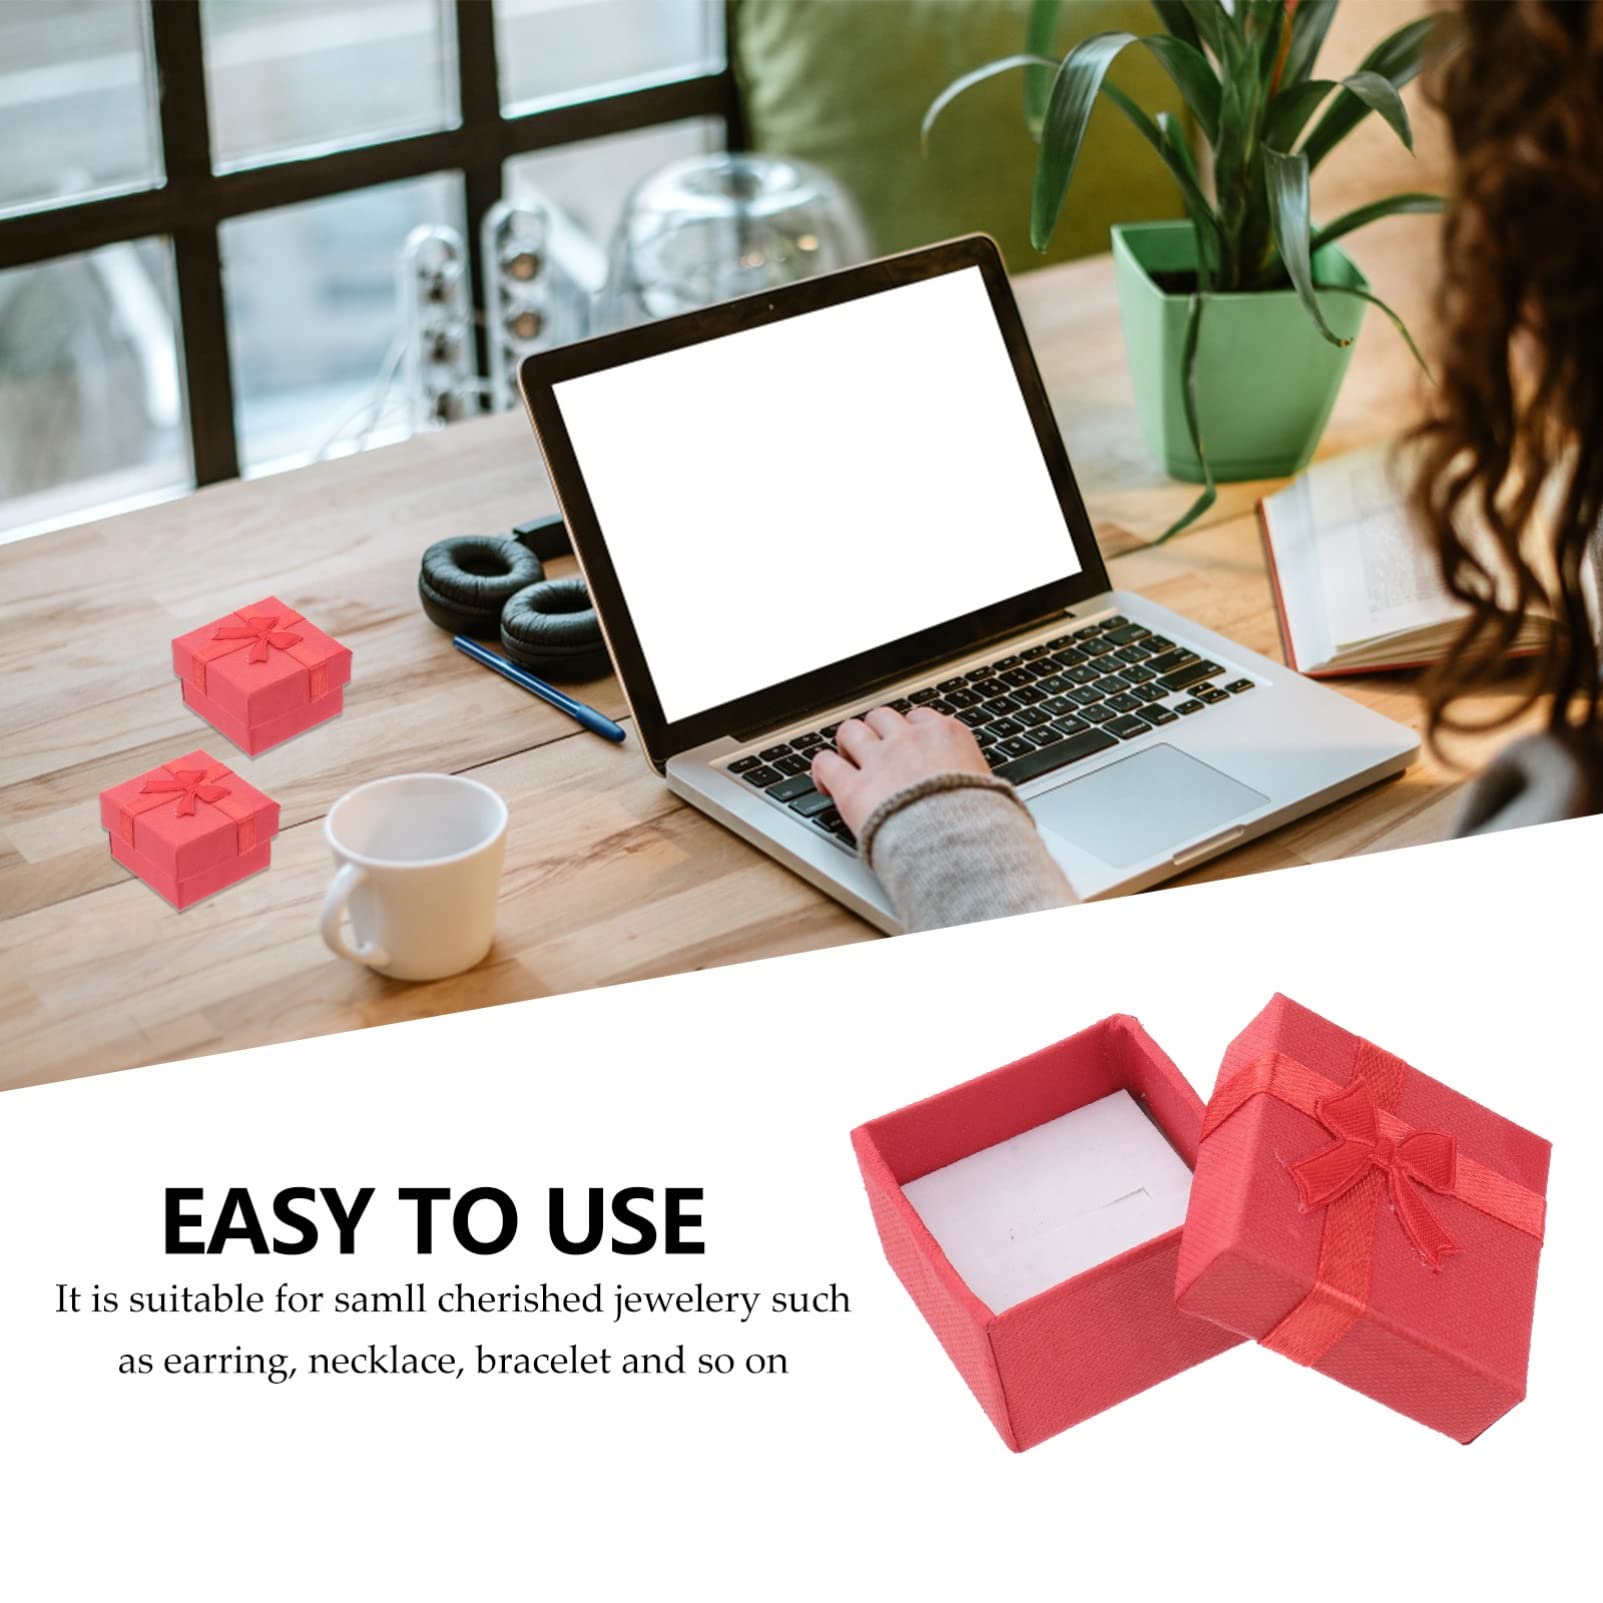 EASY TO USE
It is suitable for samll cherished jewelery such
as earring, necklace, bracelet and so on